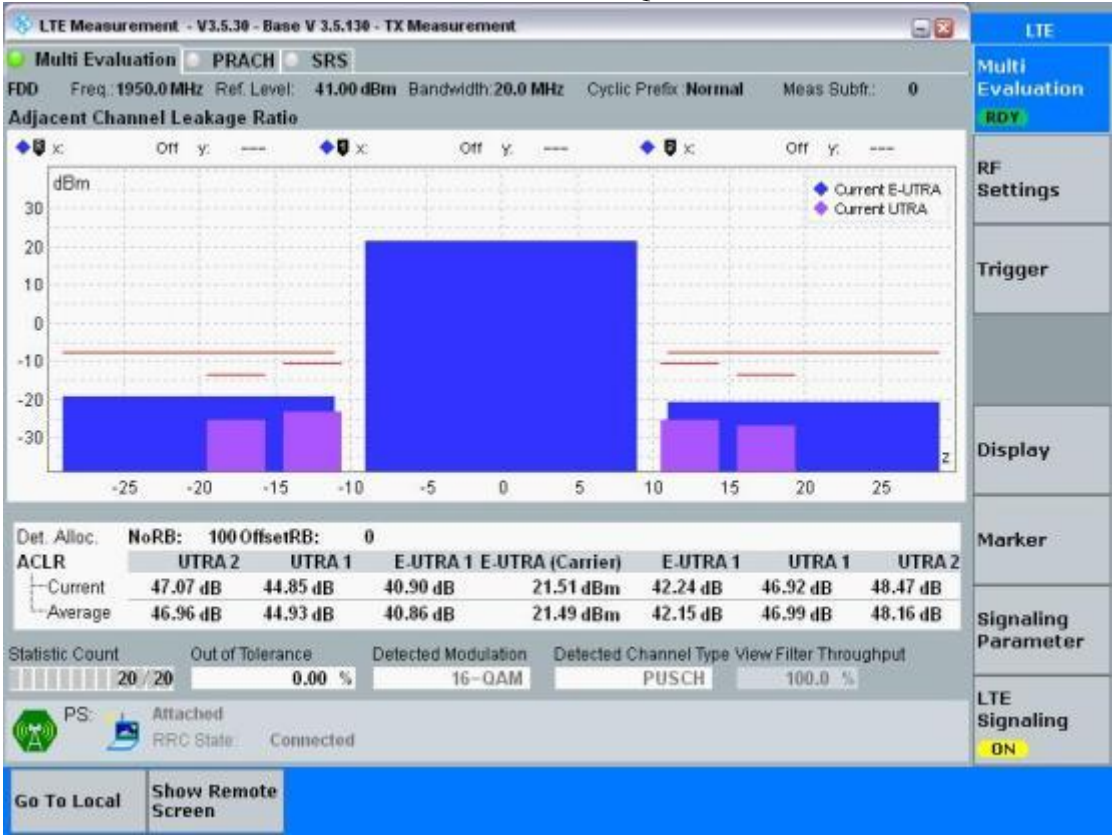 LTE Measurement - V3.5.30 - Base V 3.5.130 - TX Measurement
LTE
Multi Evaluation PRACH SRS
Multi
Evaluation
RDY
FDD Freq.: 1950.0 MHz Ref. Level: 41.00 dBm Bandwidth: 20.0 MHz Cyclic Prefix: Normal Meas Subfr.: 0
Adjacent Channel Leakage Ratio
x: Off y: --- x: Off y: --- x: Off y: ---
RF
Settings
dBm
Current E-UTRA
Current UTRA
30
20
10
0
-10
-20
-30
z
-25 -20 -15 -10 -5 0 5 10 15 20 25
Trigger
Display
Marker
Det. Alloc. NoRB: 100 OffsetRB: 0
ACLR UTRA 2 UTRA 1 E-UTRA 1 E-UTRA (Carrier) E-UTRA 1 UTRA 1 UTRA 2
Current 47.07 dB 44.85 dB 40.90 dB 21.51 dBm 42.24 dB 46.92 dB 48.47 dB
Average 46.96 dB 44.93 dB 40.86 dB 21.49 dBm 42.15 dB 46.99 dB 48.16 dB
Signaling
Parameter
Statistic Count Out of Tolerance Detected Modulation Detected Channel Type View Filter Throughput
20 / 20 0.00 % 16-QAM PUSCH 100.0 %
PS: Attached
RRC State: Connected
LTE
Signaling
ON
Go To Local
Show Remote
Screen